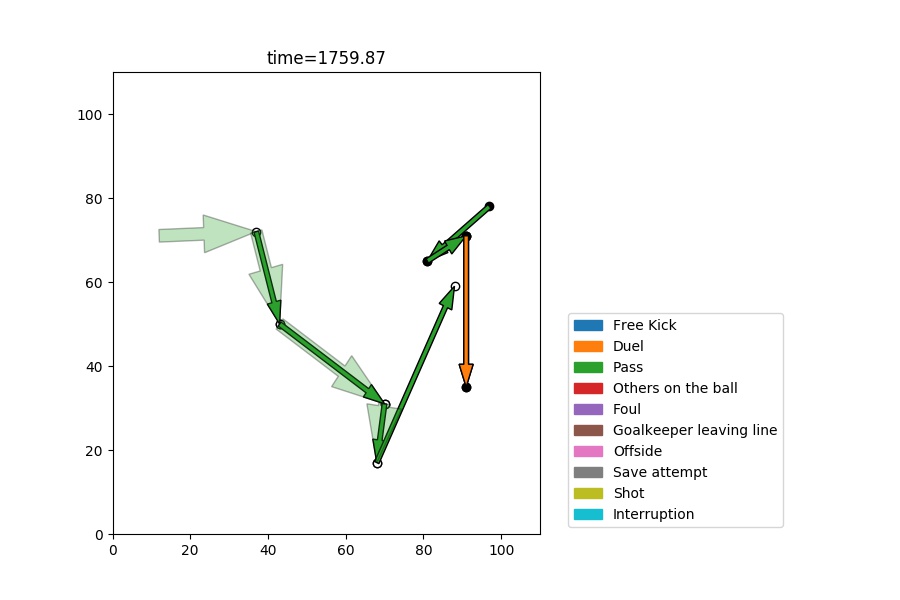 time=1759.87
100
80
60
40
20
0
0 20 40 60 80 100
Free Kick
Duel
Pass
Others on the ball
Foul
Goalkeeper leaving line
Offside
Save attempt
Shot
Interruption